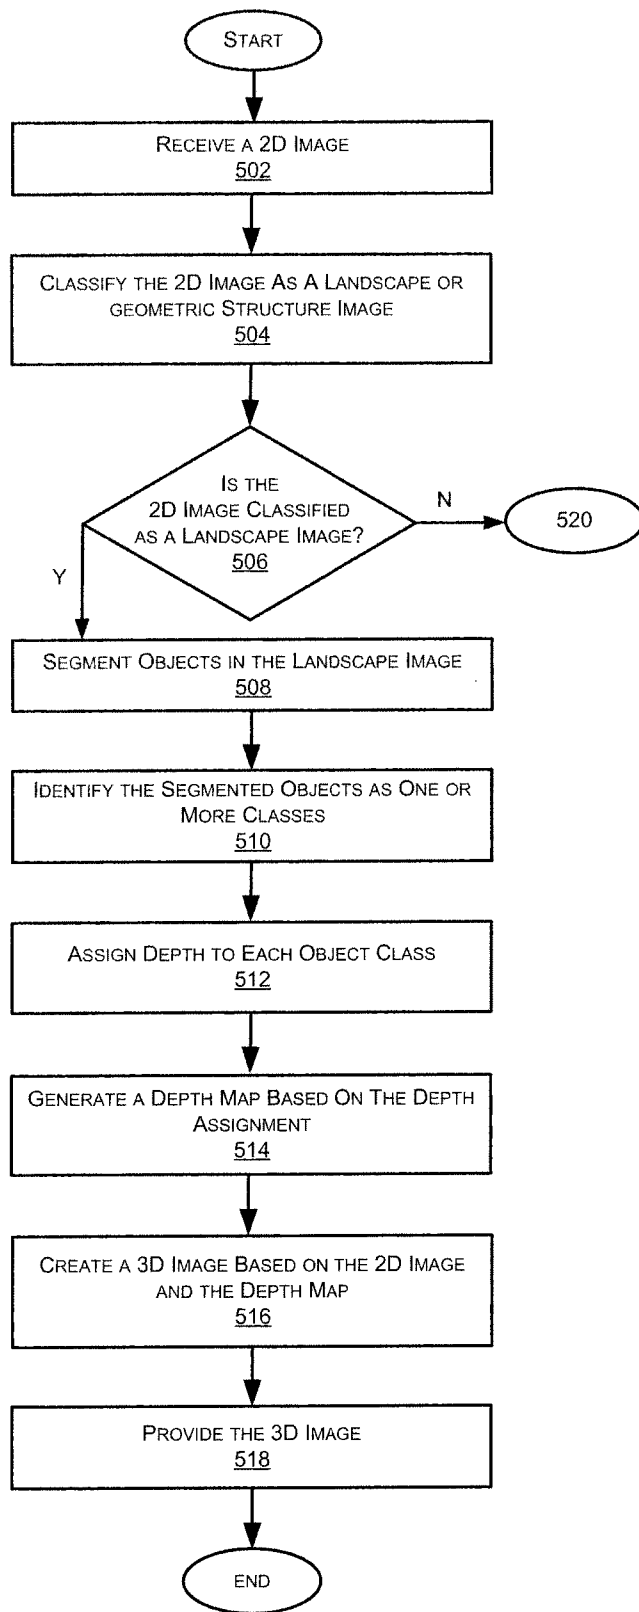 START
RECEIVE A 2D IMAGE
502
CLASSIFY THE 2D IMAGE AS A LANDSCAPE OR
GEOMETRIC STRUCTURE IMAGE
504
IS THE
2D IMAGE CLASSIFIED
AS A LANDSCAPE IMAGE?
506
N
520
Y
SEGMENT OBJECTS IN THE LANDSCAPE IMAGE
508
IDENTIFY THE SEGMENTED OBJECTS AS ONE OR
MORE CLASSES
510
ASSIGN DEPTH TO EACH OBJECT CLASS
512
GENERATE A DEPTH MAP BASED ON THE DEPTH
ASSIGNMENT
514
CREATE A 3D IMAGE BASED ON THE 2D IMAGE
AND THE DEPTH MAP
516
PROVIDE THE 3D IMAGE
518
END